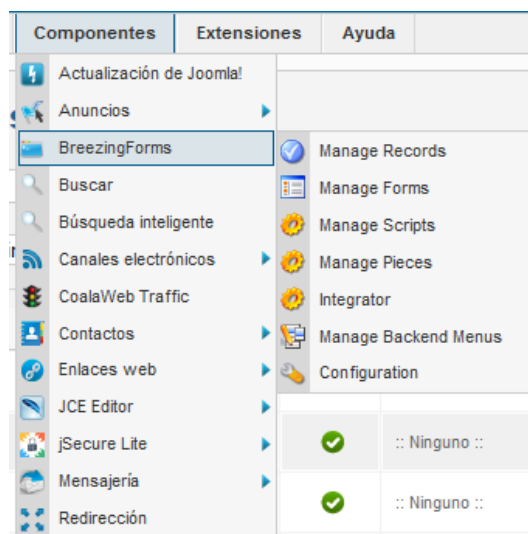 Componentes Extensiones Ayuda
Actualización de Joomla!
Anuncios
BreezingForms
Buscar
Búsqueda inteligente
Canales electrónicos
CoalaWeb Traffic
Contactos
Enlaces web
JCE Editor
jSecure Lite
Mensajería
Redirección
Manage Records
Manage Forms
Manage Scripts
Manage Pieces
Integrator
Manage Backend Menus
Configuration
:: Ninguno ::
:: Ninguno ::